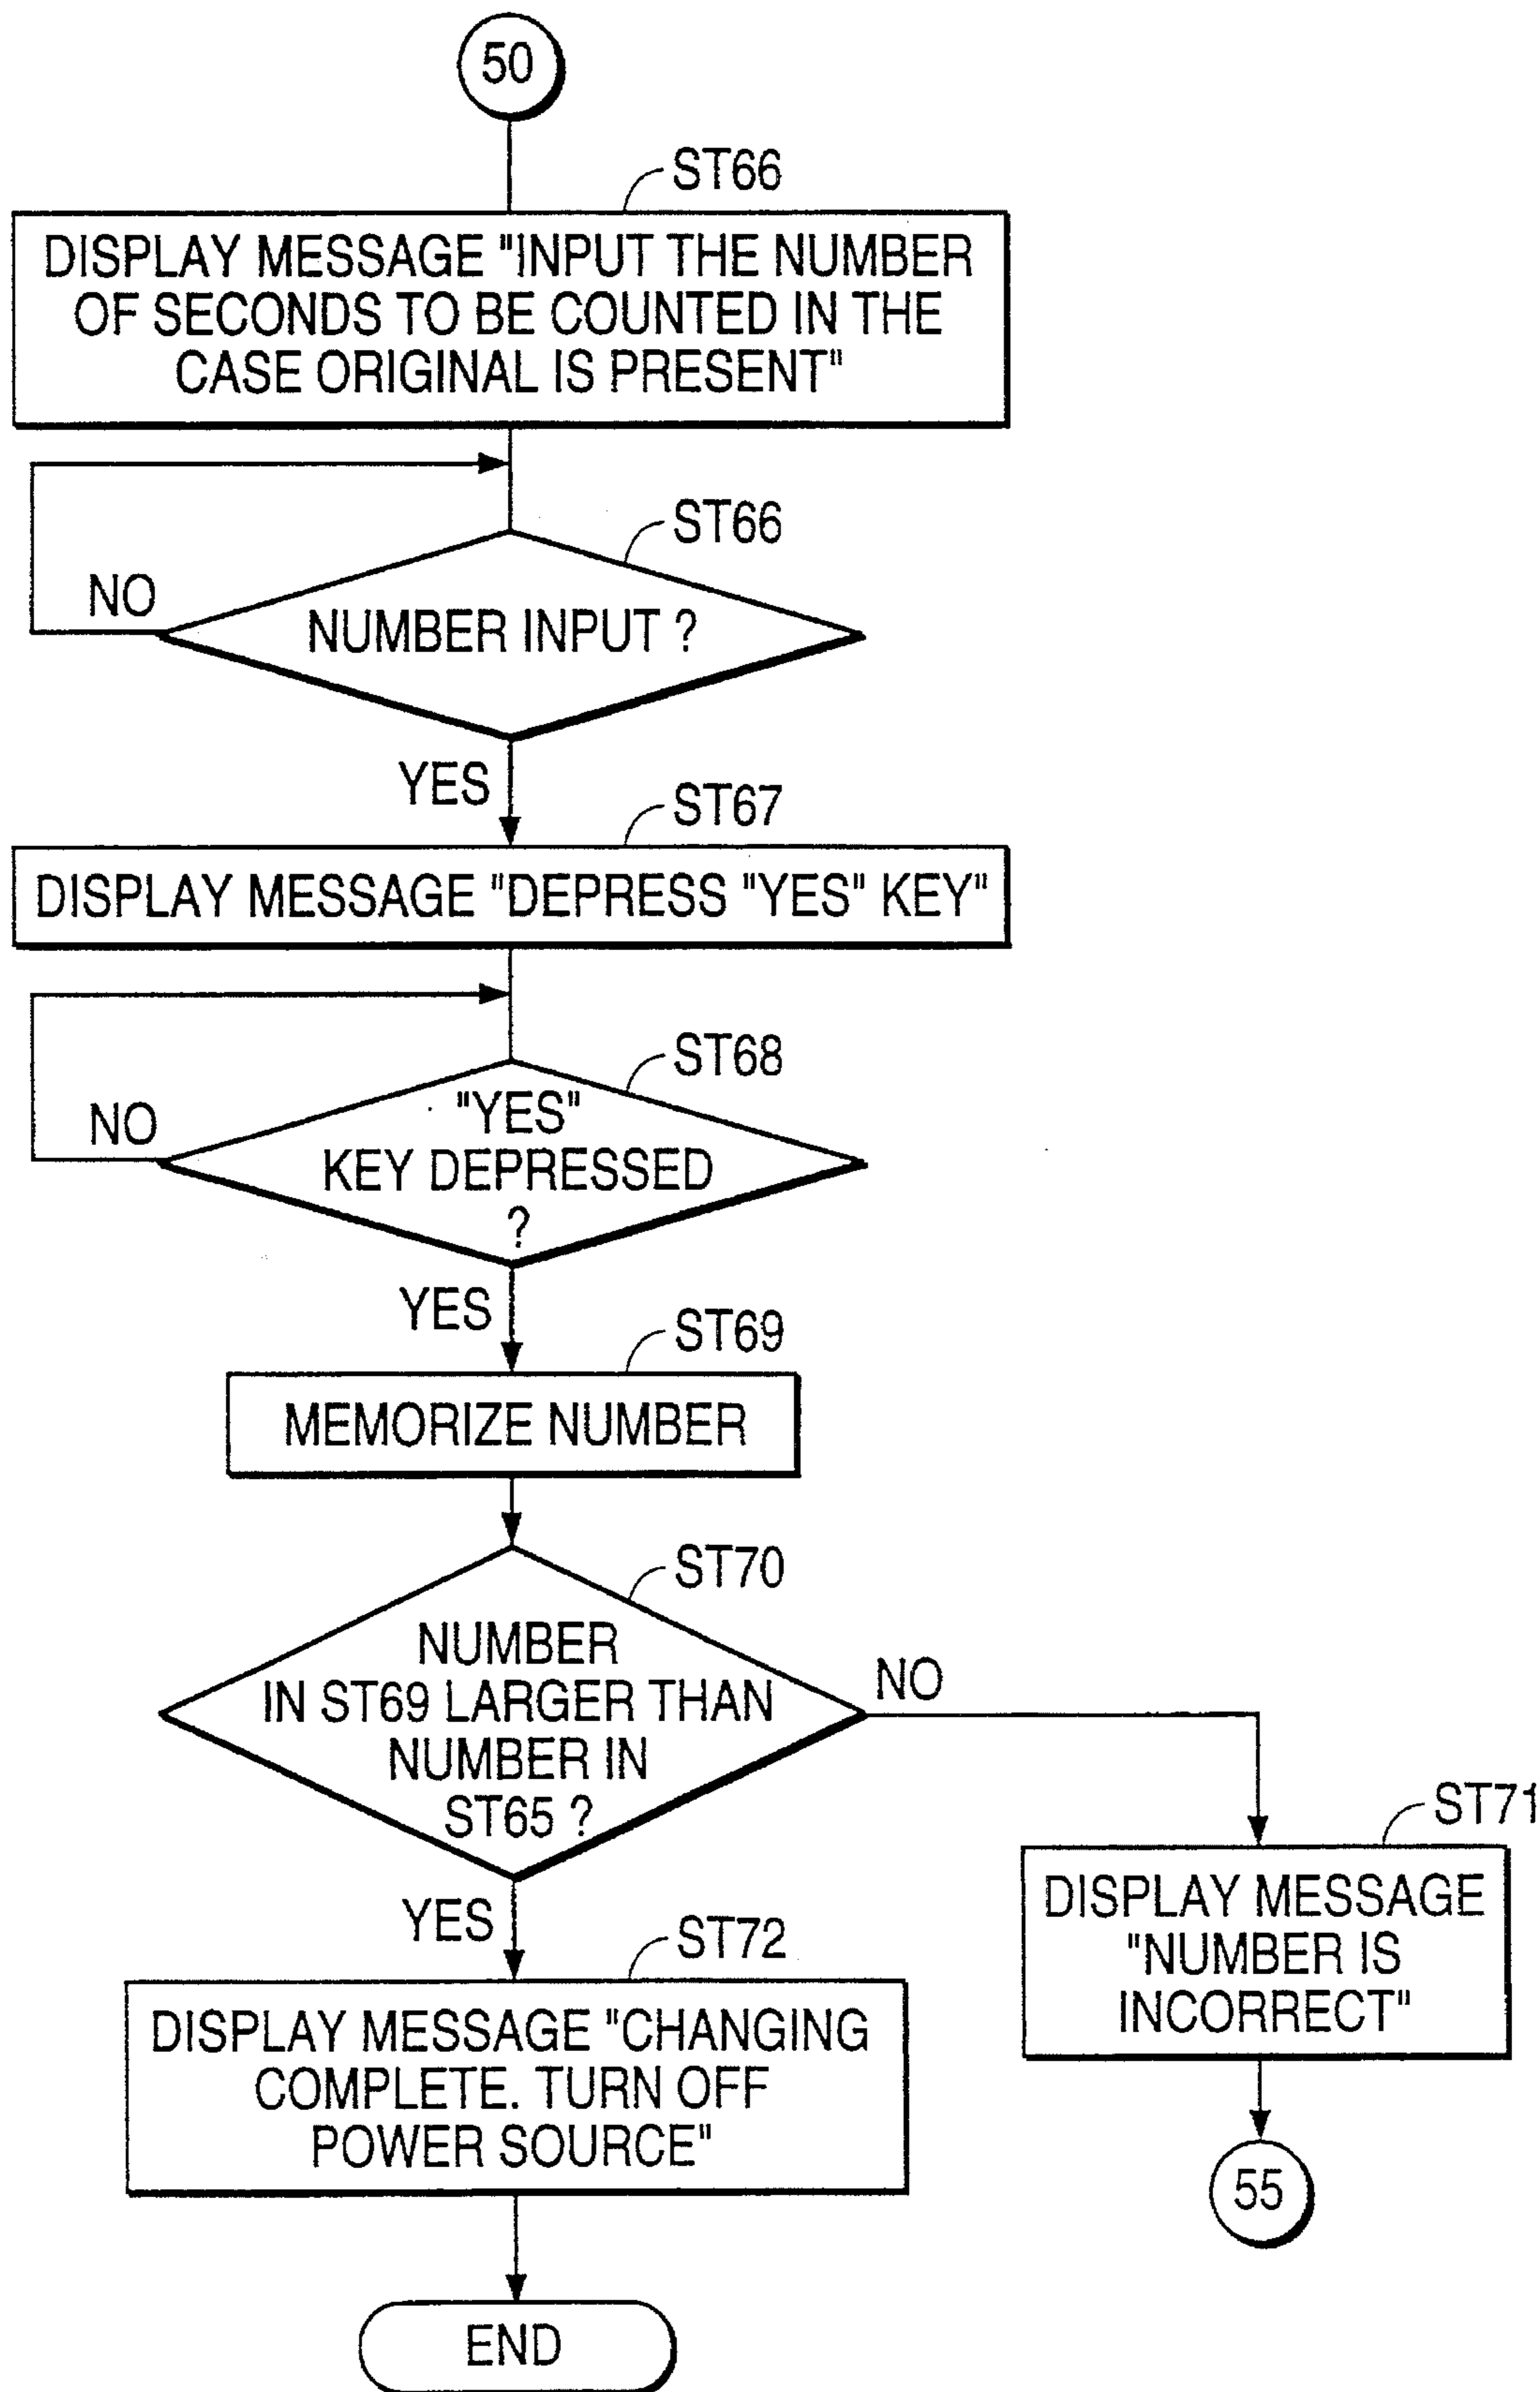 50
ST66
DISPLAY MESSAGE "INPUT THE NUMBER
OF SECONDS TO BE COUNTED IN THE
CASE ORIGINAL IS PRESENT"
ST66
NO
NUMBER INPUT ?
YES
ST67
DISPLAY MESSAGE "DEPRESS "YES" KEY"
ST68
NO
"YES"
KEY DEPRESSED
?
YES
ST69
MEMORIZE NUMBER
ST70
NUMBER
IN ST69 LARGER THAN
NUMBER IN
ST65 ?
NO
YES
ST71
DISPLAY MESSAGE
"NUMBER IS
INCORRECT"
ST72
DISPLAY MESSAGE "CHANGING
COMPLETE. TURN OFF
POWER SOURCE"
55
END